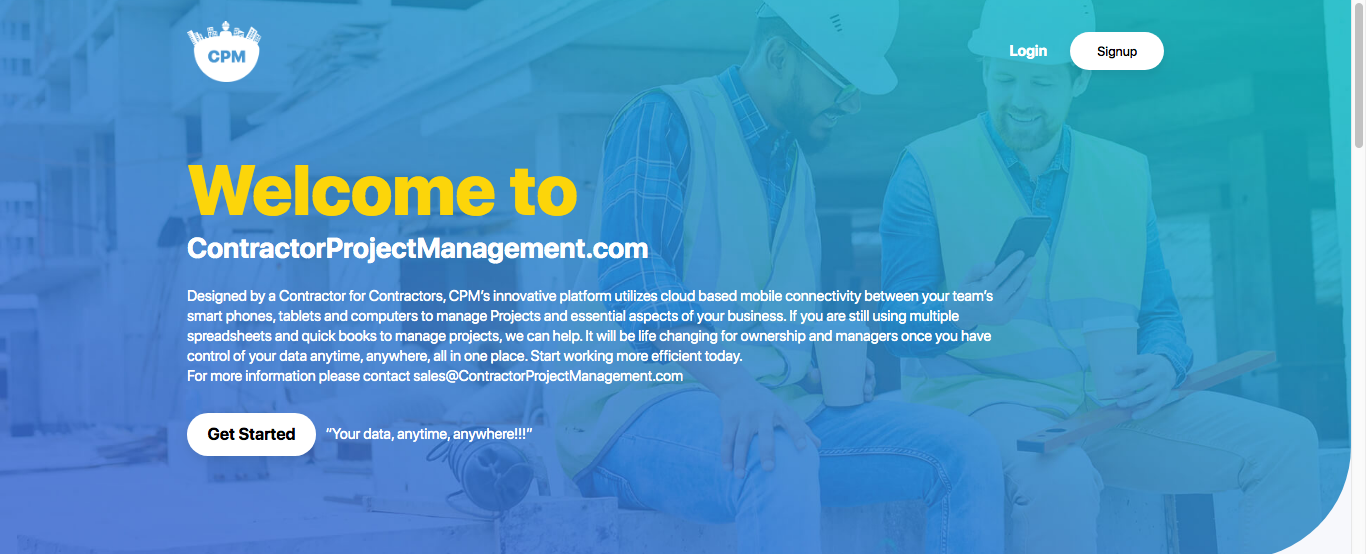 CPM
Login
Signup
Welcome to
ContractorProjectManagement.com
Designed by a Contractor for Contractors, CPM's innovative platform utilizes cloud based mobile connectivity between your team's
smart phones, tablets and computers to manage Projects and essential aspects of your business. If you are still using multiple
spreadsheets and quick books to manage projects, we can help. It will be life changing for ownership and managers once you have
control of your data anytime, anywhere, all in one place. Start working more efficient today.
For more information please contact sales@ContractorProjectManagement.com
Get Started
“Your data, anytime, anywhere!!!”